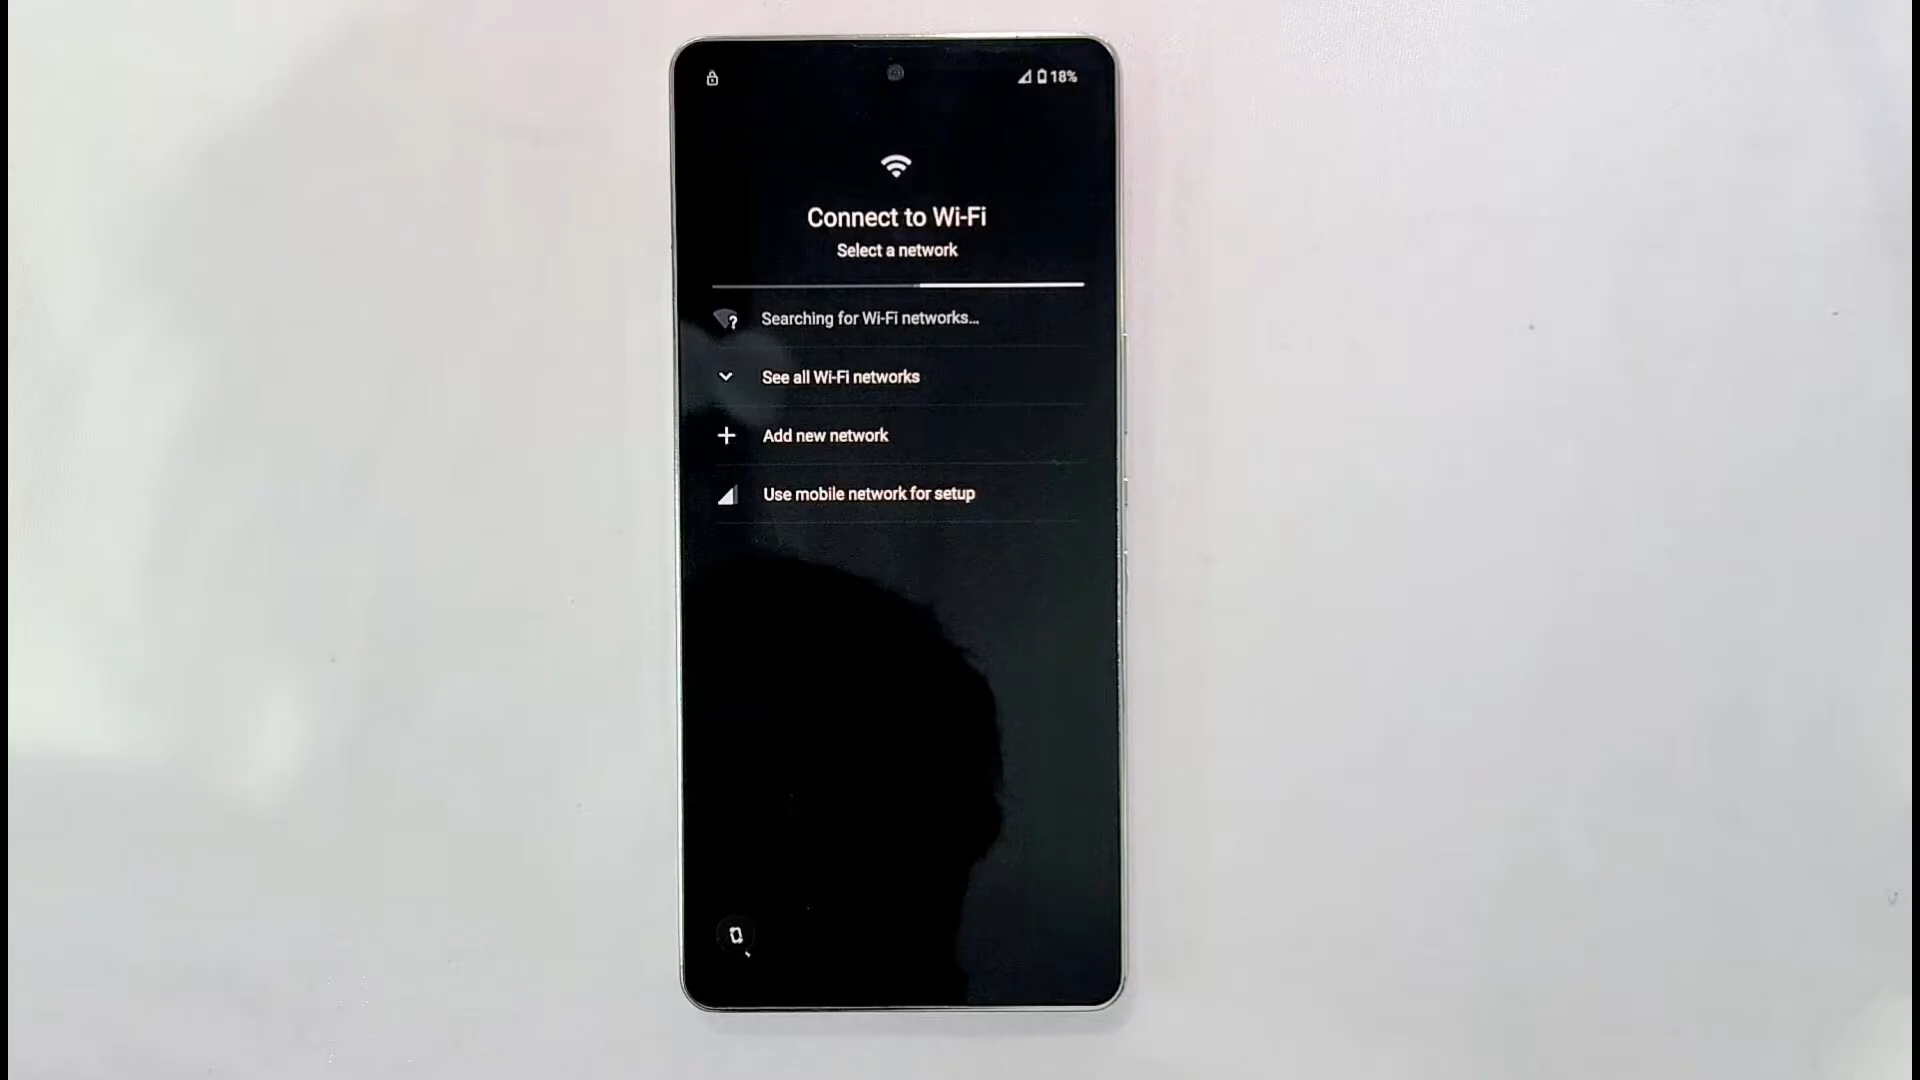 18%
Connect to Wi-Fi
Select a network
Searching for Wi-Fi networks...
See all Wi-Fi networks
Add new network
Use mobile network for setup